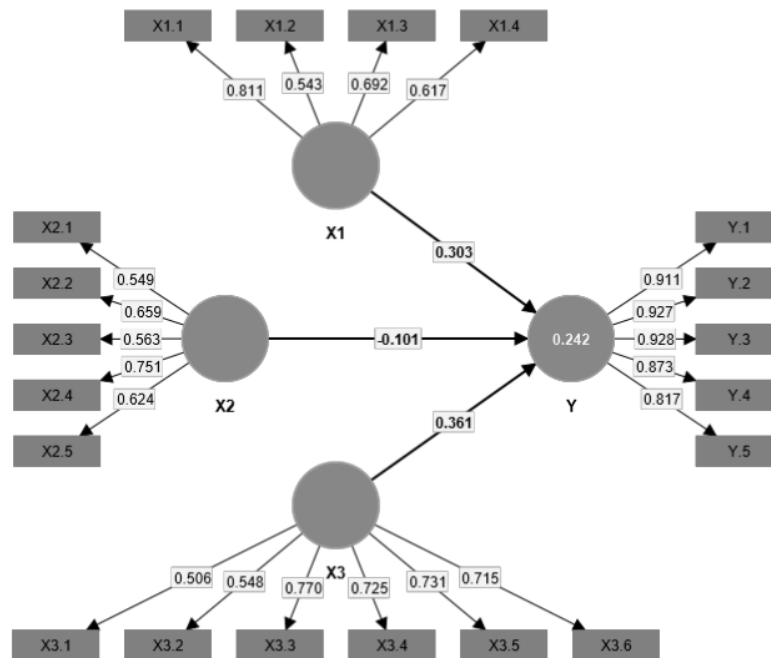 X1.1 X1.2 X1.3 X1.4
0.811 0.543 0.692 0.617
X1
0.303
X2.1
X2.2
X2.3
X2.4
X2.5
0.549
0.659
0.563
0.751
0.624
X2
-0.101
0.242
Y
Y.1
Y.2
Y.3
Y.4
Y.5
0.911
0.927
0.928
0.873
0.817
0.361
X3
0.506 0.548 0.770 0.725 0.731 0.715
X3.1 X3.2 X3.3 X3.4 X3.5 X3.6